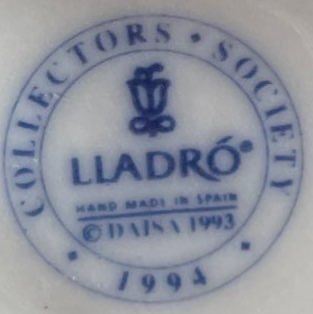 COLLECTORS • SOCIETY
LLADRÓ®
HAND MADE IN SPAIN
© DAISA 1993
• 1994 •